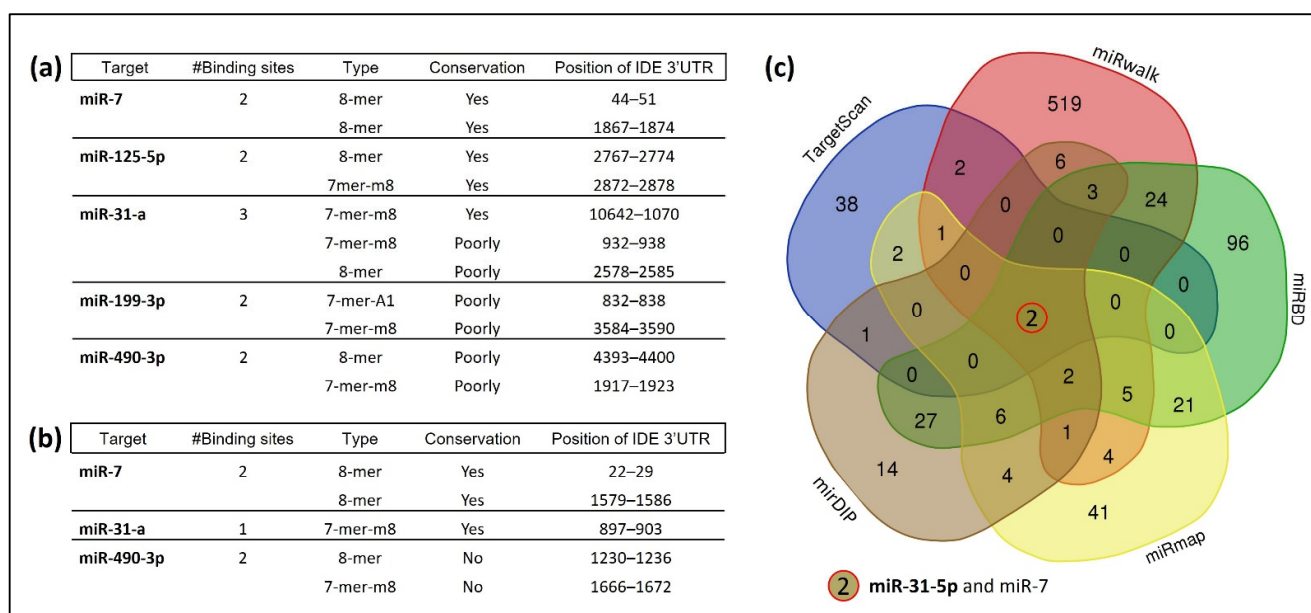 (a)
Target #Binding sites Type Conservation Position of IDE 3'UTR
miR-7 2 8-mer Yes 44–51
8-mer Yes 1867–1874
miR-125-5p 2 8-mer Yes 2767–2774
7mer-m8 Yes 2872–2878
miR-31-a 3 7-mer-m8 Yes 10642–1070
7-mer-m8 Poorly 932–938
8-mer Poorly 2578–2585
miR-199-3p 2 7-mer-A1 Poorly 832–838
7-mer-m8 Poorly 3584–3590
miR-490-3p 2 8-mer Poorly 4393–4400
7-mer-m8 Poorly 1917–1923
(b)
Target #Binding sites Type Conservation Position of IDE 3'UTR
miR-7 2 8-mer Yes 22–29
8-mer Yes 1579–1586
miR-31-a 1 7-mer-m8 Yes 897–903
miR-490-3p 2 8-mer No 1230–1236
7-mer-m8 No 1666–1672
(c)
miRwalk
TargetScan
miRBD
mirDIP
miRmap
519
6
2
3
24
38
0
96
1
0
0
2
0
0
0
2
0
0
1
0
0
2
5
21
27
6
1
14
4
4
41
2 miR-31-5p and miR-7